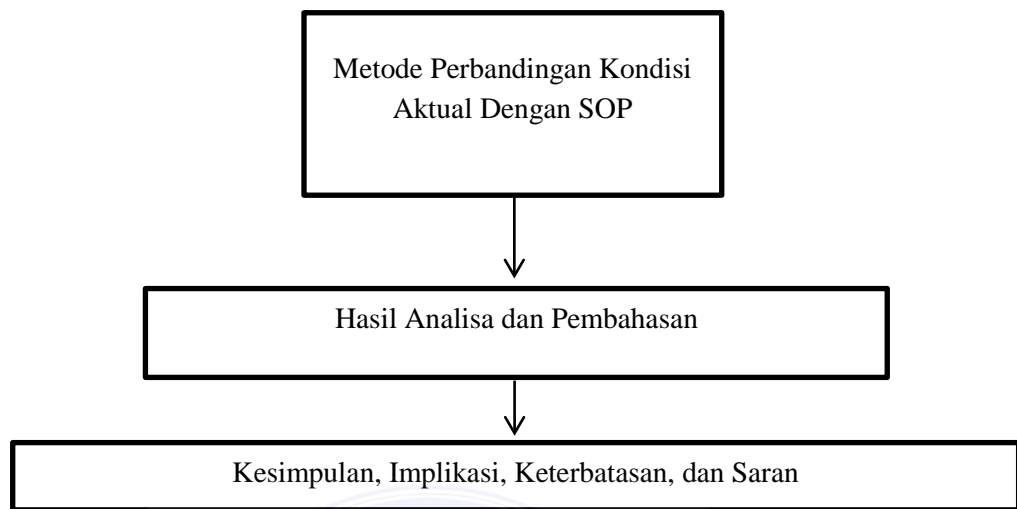 Metode Perbandingan Kondisi
Aktual Dengan SOP
Hasil Analisa dan Pembahasan
Kesimpulan, Implikasi, Keterbatasan, dan Saran